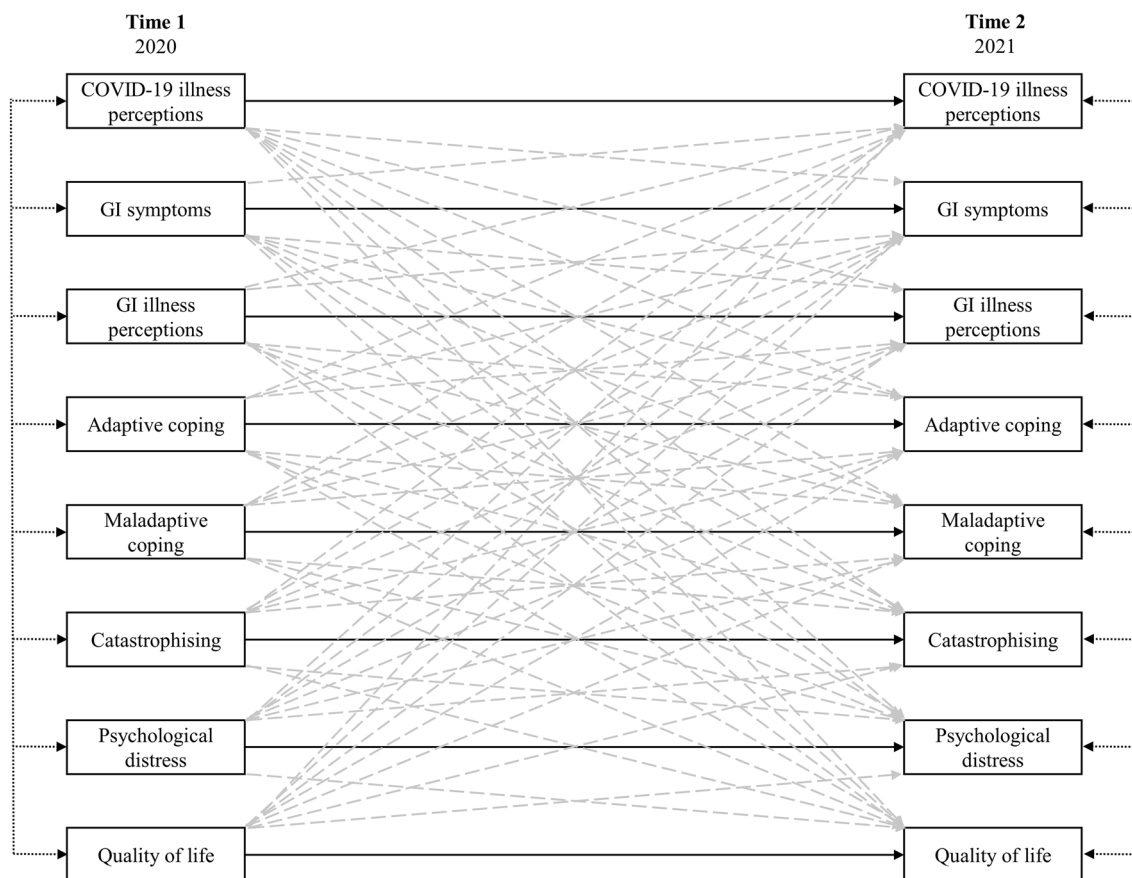 Time 1
2020
Time 2
2021
COVID-19 illness
perceptions
COVID-19 illness
perceptions
GI symptoms
GI symptoms
GI illness
perceptions
GI illness
perceptions
Adaptive coping
Adaptive coping
Maladaptive
coping
Maladaptive
coping
Catastrophising
Catastrophising
Psychological
distress
Psychological
distress
Quality of life
Quality of life